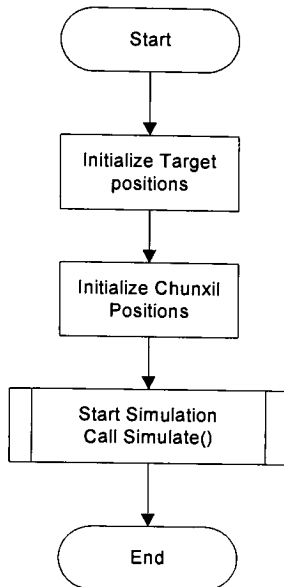 Start
Initialize Target
positions
Initialize Chunxil
Positions
Start Simulation
Call Simulate()
End